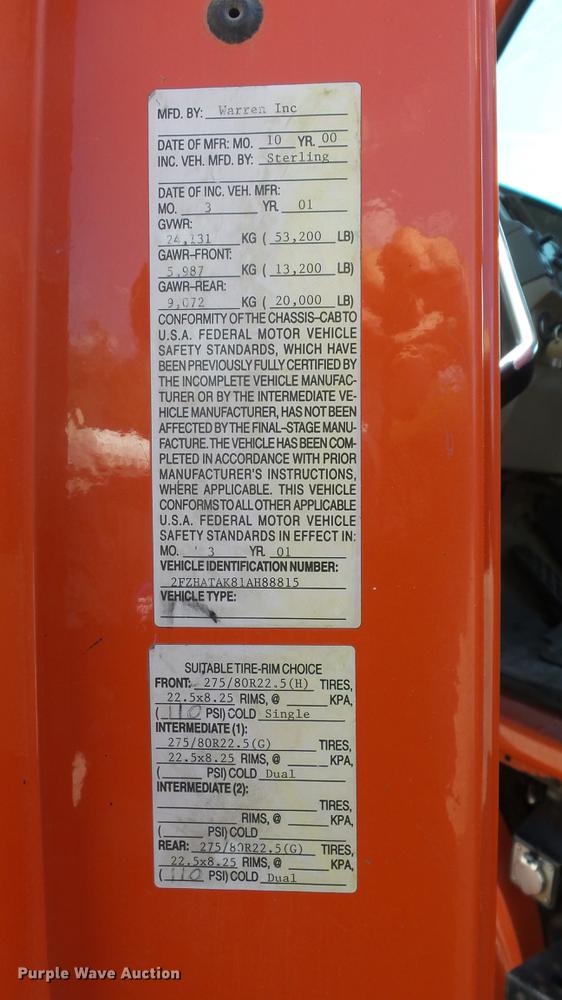 MFD. BY: Warren Inc
DATE OF MFR: MO. 10 YR. 00
INC. VEH. MFD. BY: Sterling
DATE OF INC. VEH. MFR:
MO. 3 YR. 01
GVWR:
24,131 KG ( 53,200 LB)
GAWR-FRONT:
5,987 KG ( 13,200 LB)
GAWR-REAR:
9,072 KG ( 20,000 LB)
CONFORMITY OF THE CHASSIS-CAB TO
U.S.A. FEDERAL MOTOR VEHICLE
SAFETY STANDARDS, WHICH HAVE
BEEN PREVIOUSLY FULLY CERTIFIED BY
THE INCOMPLETE VEHICLE MANUFAC-
TURER OR BY THE INTERMEDIATE VE-
HICLE MANUFACTURER, HAS NOT BEEN
AFFECTED BY THE FINAL-STAGE MANU-
FACTURE. THE VEHICLE HAS BEEN COM-
PLETED IN ACCORDANCE WITH PRIOR
MANUFACTURER'S INSTRUCTIONS,
WHERE APPLICABLE. THIS VEHICLE
CONFORMS TO ALL OTHER APPLICABLE
U.S.A. FEDERAL MOTOR VEHICLE
SAFETY STANDARDS IN EFFECT IN:
MO. 3 YR. 01
VEHICLE IDENTIFICATION NUMBER:
2FZHATAK81AH88815
VEHICLE TYPE:
SUITABLE TIRE-RIM CHOICE
FRONT: 275/80R22.5(H) TIRES,
22.5x8.25 RIMS, @ KPA,
( 110 PSI) COLD Single
INTERMEDIATE (1):
275/80R22.5(G) TIRES,
22.5x8.25 RIMS, @ KPA,
( PSI) COLD Dual
INTERMEDIATE (2):
TIRES,
RIMS, @ KPA,
( PSI) COLD
REAR: 275/80R22.5(G) TIRES,
22.5x8.25 RIMS, @ KPA,
( 110 PSI) COLD Dual
Purple Wave Auction